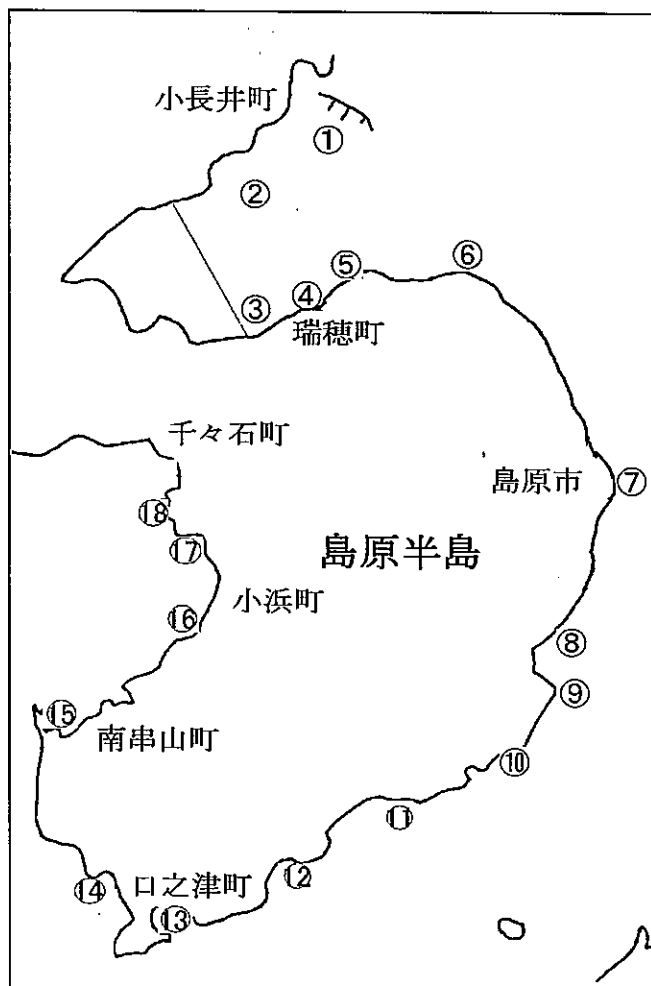 小長井町
①
②
⑥
⑤
③
④
瑞穂町
千々石町
島原市
⑦
⑱
島原半島
⑰
小浜町
⑯
⑧
⑨
⑮
南串山町
⑩
⑪
⑫
⑭
口之津町
⑬